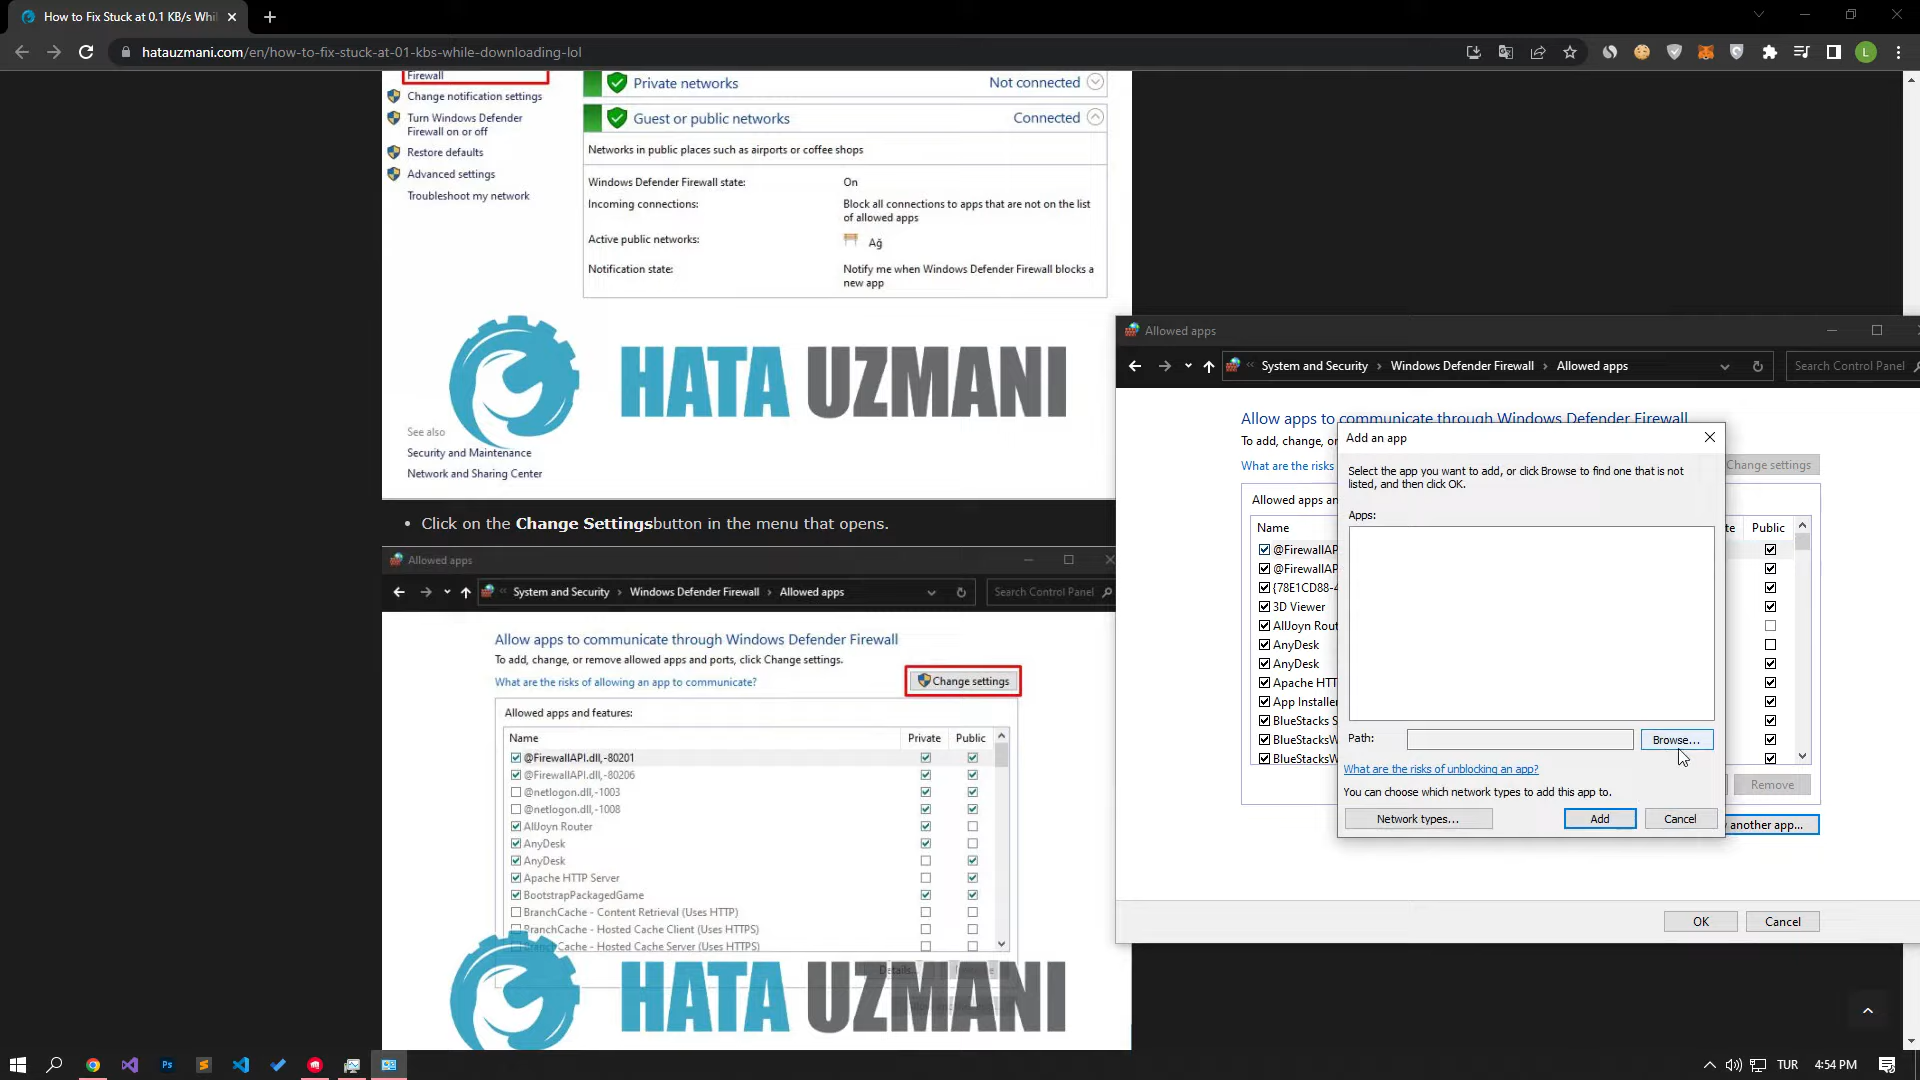 How to Fix Stuck at 0.1 KB/s Whi
hatauzmani.com/en/how-to-fix-stuck-at-01-kbs-while-downloading-lol
L
Firewall
Change notification settings
Turn Windows Defender
Firewall on or off
Restore defaults
Advanced settings
Troubleshoot my network
Private networks
Not connected
Guest or public networks
Connected
Networks in public places such as airports or coffee shops
Windows Defender Firewall state:
On
Incoming connections:
Block all connections to apps that are not on the list
of allowed apps
Active public networks:
Ağ
Notification state:
Notify me when Windows Defender Firewall blocks a
new app
HATA UZMANI
See also
Security and Maintenance
Network and Sharing Center
• Click on the Change Settingsbutton in the menu that opens.
Allowed apps
System and Security › Windows Defender Firewall › Allowed apps
Search Control Panel
Allow apps to communicate through Windows Defender Firewall
To add, change, or remove allowed apps and ports, click Change settings.
What are the risks of allowing an app to communicate?
Change settings
Allowed apps and features:
Name
Private
Public
@FirewallAPI.dll,-80201
@FirewallAPI.dll,-80206
@netlogon.dll,-1003
@netlogon.dll,-1008
AllJoyn Router
AnyDesk
AnyDesk
Apache HTTP Server
BootstrapPackagedGame
BranchCache - Content Retrieval (Uses HTTP)
BranchCache - Hosted Cache Client (Uses HTTPS)
BranchCache - Hosted Cache Server (Uses HTTPS)
Details...
HATA UZMANI
Allowed apps
System and Security › Windows Defender Firewall › Allowed apps
Search Control Panel
Allow apps to communicate through Windows Defender Firewall
To add, change, or
What are the risks
Change settings
Allowed apps an
Name
te
Public
@FirewallAP
@FirewallAP
{78E1CD88-4
3D Viewer
AllJoyn Rout
AnyDesk
AnyDesk
Apache HTT
App Installer
BlueStacks S
BlueStacksW
BlueStacksW
Remove
another app...
OK
Cancel
Add an app
Select the app you want to add, or click Browse to find one that is not
listed, and then click OK.
Apps:
Path:
Browse...
What are the risks of unblocking an app?
You can choose which network types to add this app to.
Network types...
Add
Cancel
Ps
TUR
4:54 PM